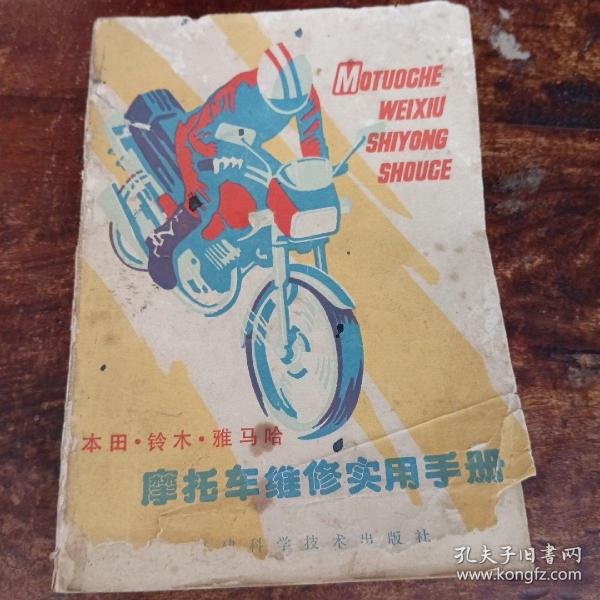 MOTUOCHE
WEIXIU
SHIYONG
SHOUCE
本田·铃木·雅马哈
摩托车维修实用手册
建科学技术出版社
孔夫子旧书网
www.kongfz.com